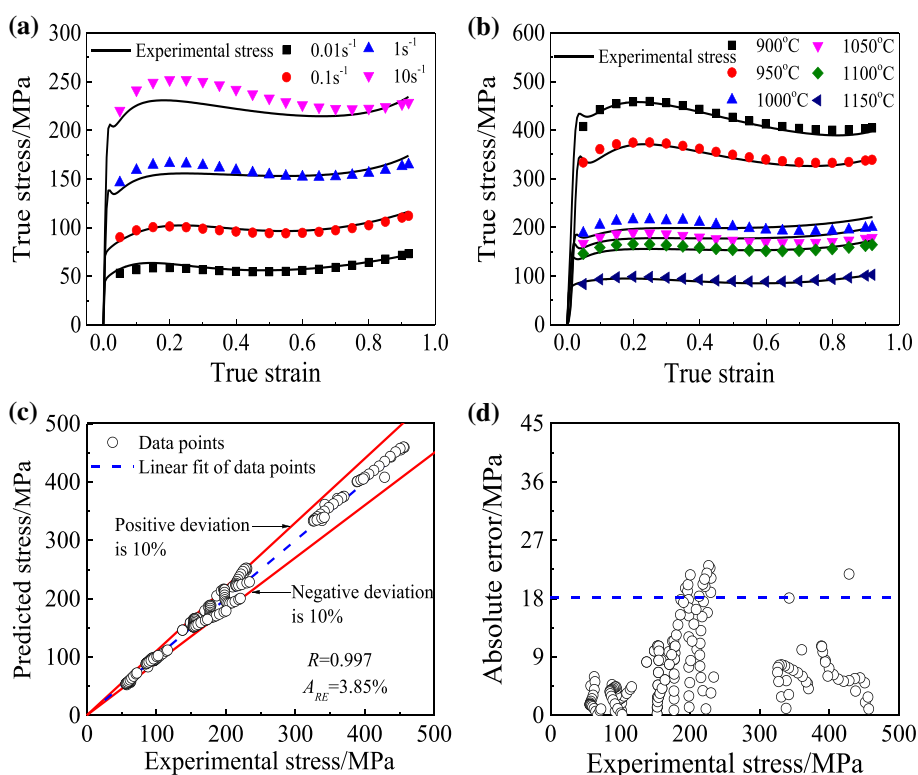 (a)
300
250
200
150
100
50
0
0.0 0.2 0.4 0.6 0.8 1.0
True stress/MPa
True strain
Experimental stress
0.01s⁻¹ 1s⁻¹
0.1s⁻¹ 10s⁻¹
(b)
600
500
400
300
200
100
0
0.0 0.2 0.4 0.6 0.8 1.0
True stress/MPa
True strain
Experimental stress
900°C 1050°C
950°C 1100°C
1000°C 1150°C
(c)
500
400
300
200
100
0
0 100 200 300 400 500
Predicted stress/MPa
Experimental stress/MPa
Data points
Linear fit of data points
Positive deviation
is 10%
Negative deviation
is 10%
R=0.997
A_RE=3.85%
(d)
45
36
27
18
9
0
0 100 200 300 400 500
Absolute error/MPa
Experimental stress/MPa